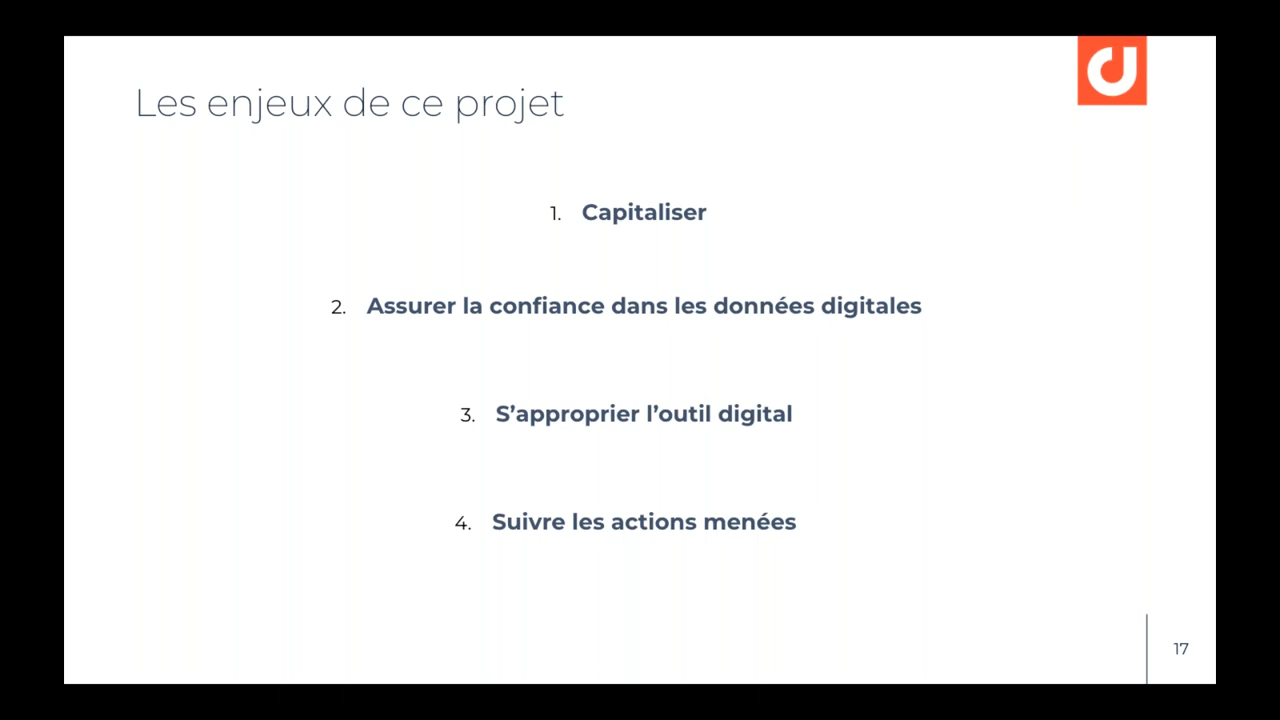 Les enjeux de ce projet
1. Capitaliser
2. Assurer la confiance dans les données digitales
3. S’approprier l’outil digital
4. Suivre les actions menées
17